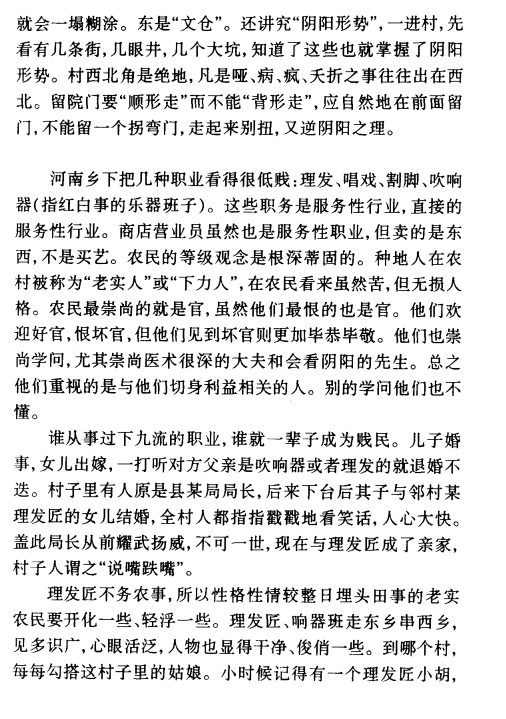 就会一塌糊涂。东是“文仓”。还讲究“阴阳形势”,一进村,先
看有几条街,几眼井,几个大坑,知道了这些也就掌握了阴阳
形势。村西北角是绝地,凡是哑、病、疯、夭折之事往往出在西
北。留院门要“顺形走”而不能“背形走”,应自然地在前面留
门,不能留一个拐弯门,走起来别扭,又逆阴阳之理。
河南乡下把几种职业看得很低贱:理发、唱戏、割脚、吹响
器(指红白事的乐器班子)。这些职务是服务性行业,直接的
服务性行业。商店营业员虽然也是服务性职业,但卖的是东
西,不是买艺。农民的等级观念是根深蒂固的。种地人在农
村被称为“老实人”或“下力人”,在农民看来虽然苦,但无损人
格。农民最崇尚的就是官,虽然他们最恨的也是官。他们欢
迎好官,恨坏官,但他们见到坏官则更加毕恭毕敬。他们也崇
尚学问,尤其崇尚医术很深的大夫和会看阴阳的先生。总之
他们重视的是与他们切身利益相关的人。别的学问他们也不
懂。
谁从事过下九流的职业,谁就一辈子成为贱民。儿子婚
事,女儿出嫁,一打听对方父亲是吹响器或者理发的就退婚不
迭。村子里有人原是县某局局长,后来下台后其子与邻村某
理发匠的女儿结婚,全村人都指指戳戳地看笑话,人心大快。
盖此局长从前耀武扬威,不可一世,现在与理发匠成了亲家,
村子人谓之“说嘴跌嘴”。
理发匠不务农事,所以性格性情较整日埋头田事的老实
农民要开化一些、轻浮一些。理发匠、响器班走东乡串西乡,
见多识广,心眼活泛,人物也显得干净、俊俏一些。到哪个村,
每每勾搭这村子里的姑娘。小时候记得有一个理发匠小胡,